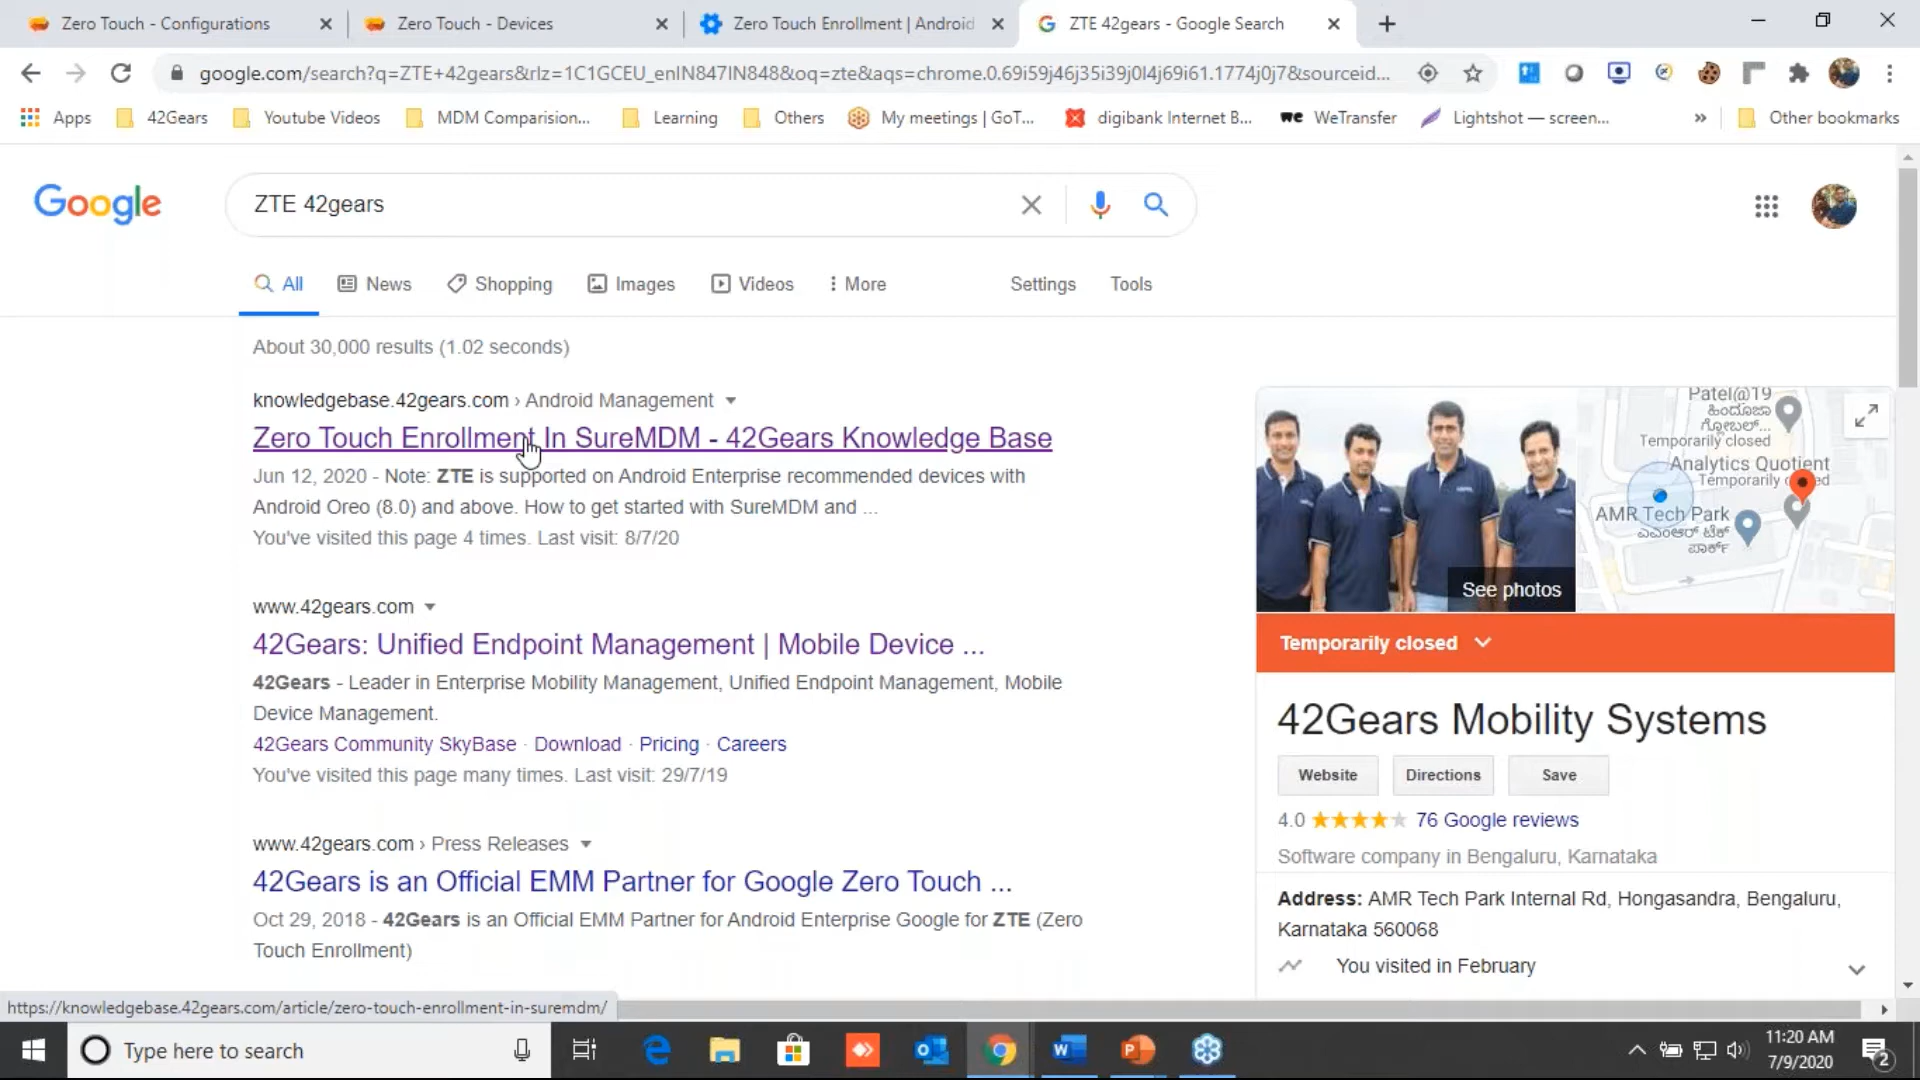 Zero Touch - Configurations
Zero Touch - Devices
Zero Touch Enrollment | Android
ZTE 42gears - Google Search
google.com/search?q=ZTE+42gears&rlz=1C1GCEU_enIN847IN848&oq=zte&aqs=chrome.0.69i59j46j35i39j0l4j69i61.1774j0j7&sourceid...
Apps
42Gears
Youtube Videos
MDM Comparision...
Learning
Others
My meetings | GoT...
digibank Internet B...
we WeTransfer
Lightshot — screen...
»
Other bookmarks
Google
ZTE 42gears
All
News
Shopping
Images
Videos
More
Settings
Tools
About 30,000 results (1.02 seconds)
knowledgebase.42gears.com › Android Management
Zero Touch Enrollment In SureMDM - 42Gears Knowledge Base
Jun 12, 2020 - Note: ZTE is supported on Android Enterprise recommended devices with
Android Oreo (8.0) and above. How to get started with SureMDM and ...
You've visited this page 4 times. Last visit: 8/7/20
www.42gears.com
42Gears: Unified Endpoint Management | Mobile Device ...
42Gears - Leader in Enterprise Mobility Management, Unified Endpoint Management, Mobile
Device Management.
42Gears Community SkyBase · Download · Pricing · Careers
You've visited this page many times. Last visit: 29/7/19
www.42gears.com › Press Releases
42Gears is an Official EMM Partner for Google Zero Touch ...
Oct 29, 2018 - 42Gears is an Official EMM Partner for Android Enterprise Google for ZTE (Zero
Touch Enrollment)
Patel@19
Temporarily closed
Analytics Quotient
Temporarily
AMR Tech Park
ಎಎಂಆರ್ ಟೆಕ್
ಪಾರ್ಕ್
See photos
Temporarily closed
42Gears Mobility Systems
Website
Directions
Save
4.0
76 Google reviews
Software company in Bengaluru, Karnataka
Address: AMR Tech Park Internal Rd, Hongasandra, Bengaluru,
Karnataka 560068
You visited in February
https://knowledgebase.42gears.com/article/zero-touch-enrollment-in-suremdm/
Type here to search
11:20 AM
7/9/2020
2